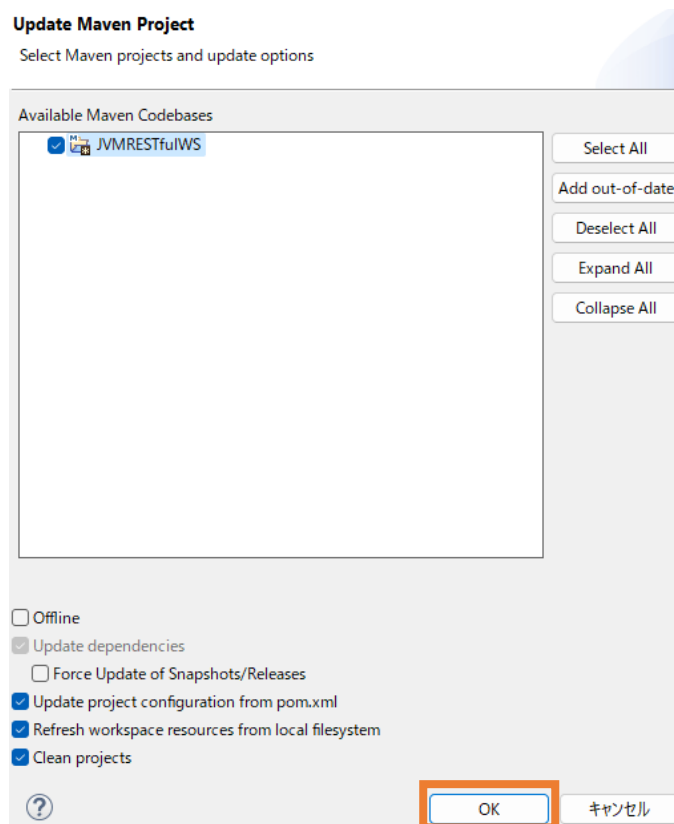 Update Maven Project
Select Maven projects and update options
Available Maven Codebases
JVMRESTfulWS
Select All
Add out-of-date
Deselect All
Expand All
Collapse All
Offline
Update dependencies
Force Update of Snapshots/Releases
Update project configuration from pom.xml
Refresh workspace resources from local filesystem
Clean projects
?
OK
キャンセル